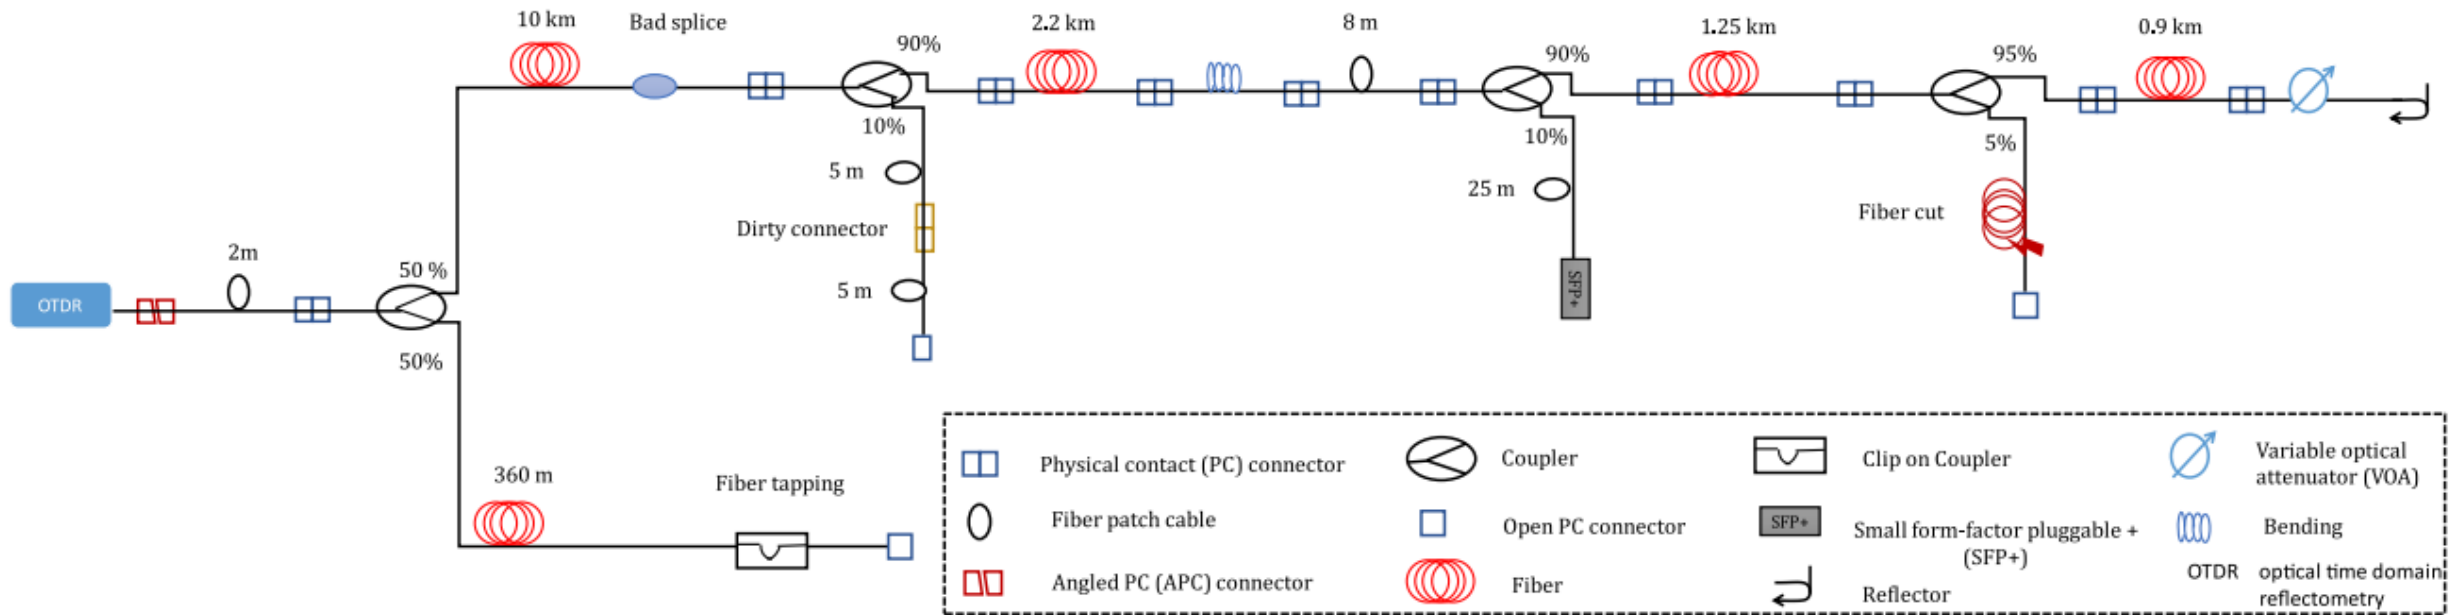 10 km
Bad splice
90%
2.2 km
8 m
90%
1.25 km
95%
0.9 km
10%
10%
5%
5 m
25 m
Dirty connector
Fiber cut
2m
50 %
5 m
SFP+
OTDR
50%
360 m
Fiber tapping
Physical contact (PC) connector
Coupler
Clip on Coupler
Variable optical
attenuator (VOA)
Fiber patch cable
Open PC connector
SFP+
Small form-factor pluggable +
(SFP+)
Bending
Angled PC (APC) connector
Fiber
Reflector
OTDR optical time domain
reflectometry